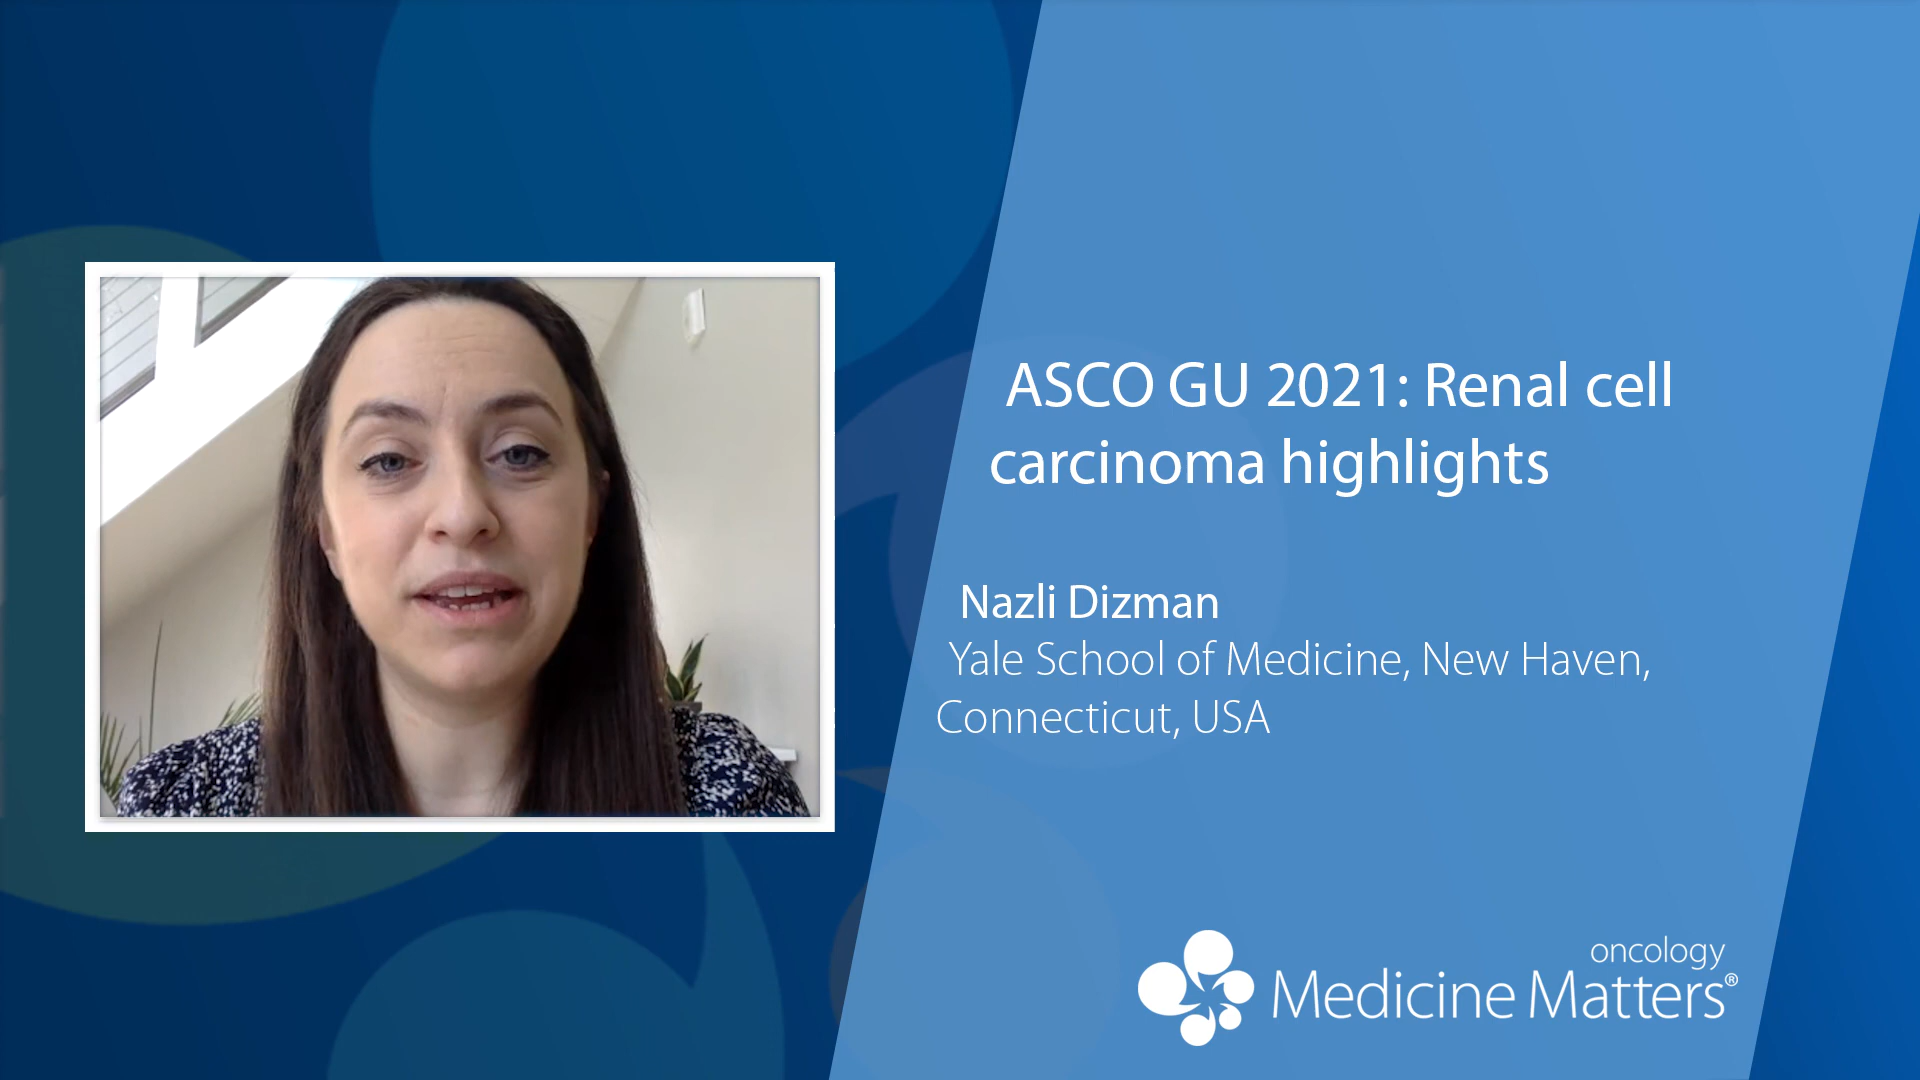 ASCO GU 2021: Renal cell
carcinoma highlights
Nazli Dizman
Yale School of Medicine, New Haven,
Connecticut, USA
oncology
Medicine Matters®